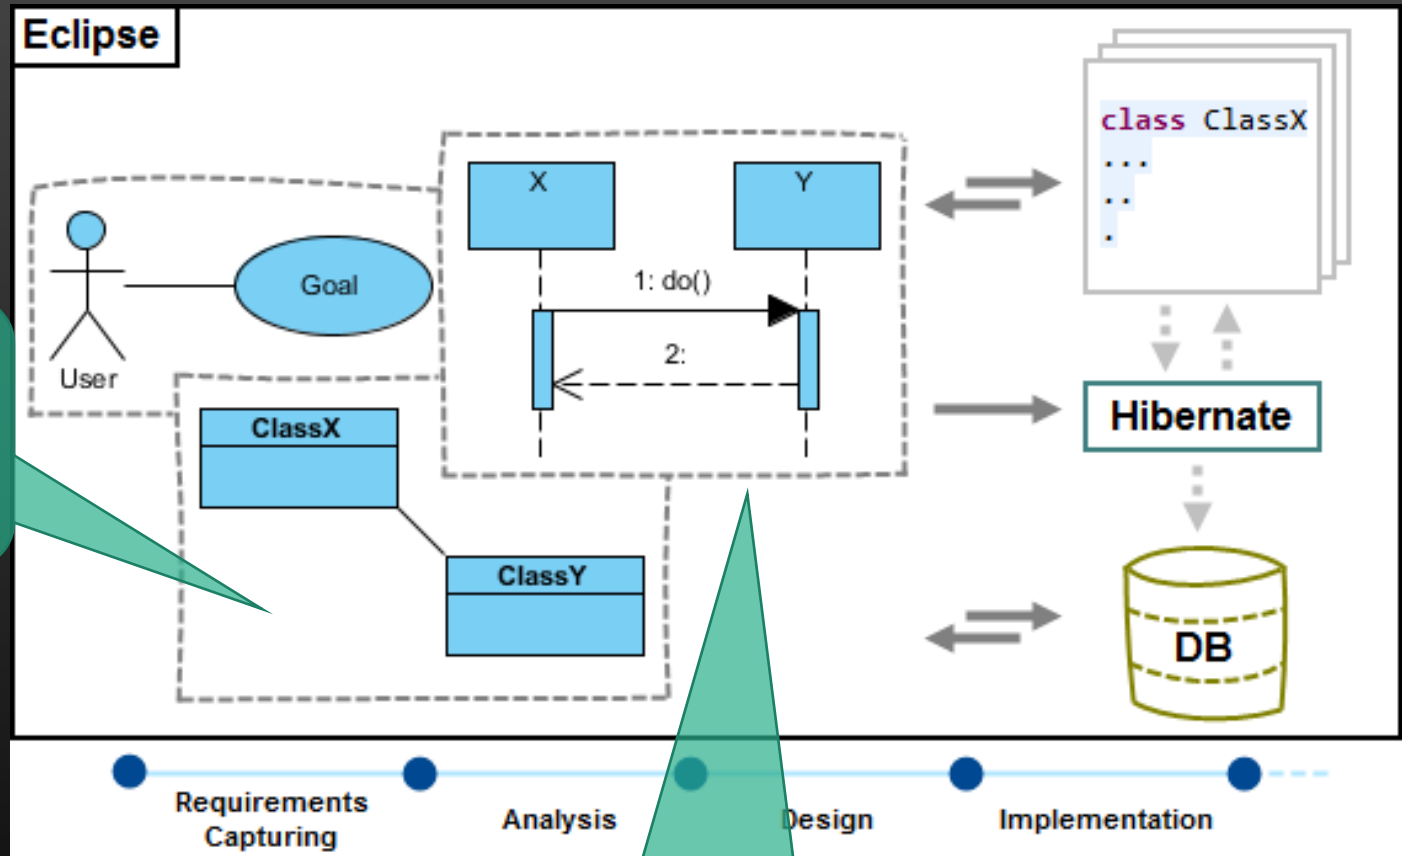 Eclipse
class ClassX
...
..
.
X
Y
1: do()
Goal
2:
User
ClassX
Hibernate
ClassY
DB
Requirements
Capturing
Analysis
Design
Implementation